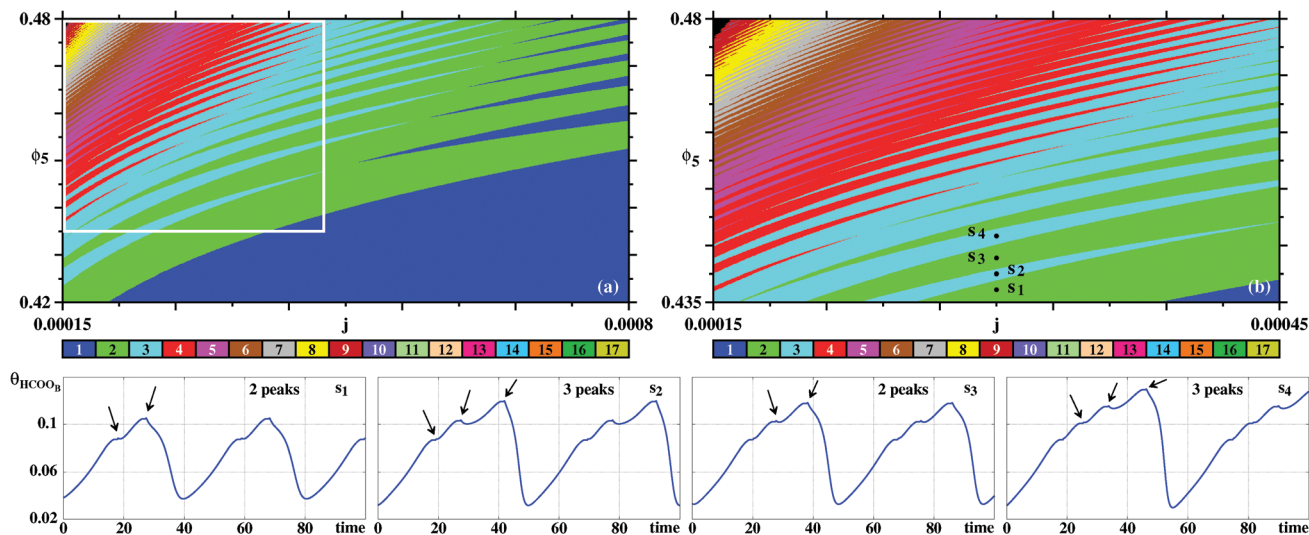 0.48
ϕ5
0.42
(a)
0.00015 j 0.00008
1 2 3 4 5 6 7 8 9 10 11 12 13 14 15 16 17
0.48
ϕ5
0.435
s4
s3
s2
s1
(b)
0.00015 j 0.00045
1 2 3 4 5 6 7 8 9 10 11 12 13 14 15 16 17
θHCOOB
0.1
0.06
0.02
2 peaks s1
0 20 40 60 80 time
3 peaks s2
0 20 40 60 80 time
2 peaks s3
0 20 40 60 80 time
3 peaks s4
0 20 40 60 80 time